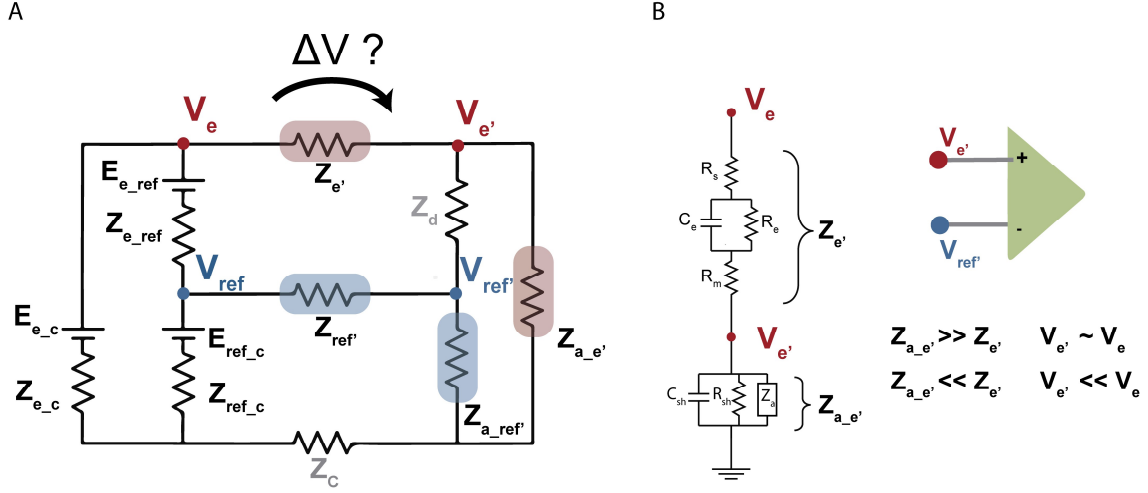 A
ΔV ?
V_e
V_e'
E_e_ref
Z_e'
Z_e_ref
Z_d
V_ref
V_ref'
E_e_c
E_ref_c
Z_ref'
Z_a_e'
Z_e_c
Z_ref_c
Z_a_ref'
Z_C
B
V_e
R_s
C_e
R_e
Z_e'
R_m
V_e'
C_sh
R_sh
Z_a
Z_a_e'
V_e'
+
-
V_ref'
Z_a_e' >> Z_e' V_e' ~ V_e
Z_a_e' << Z_e' V_e' << V_e